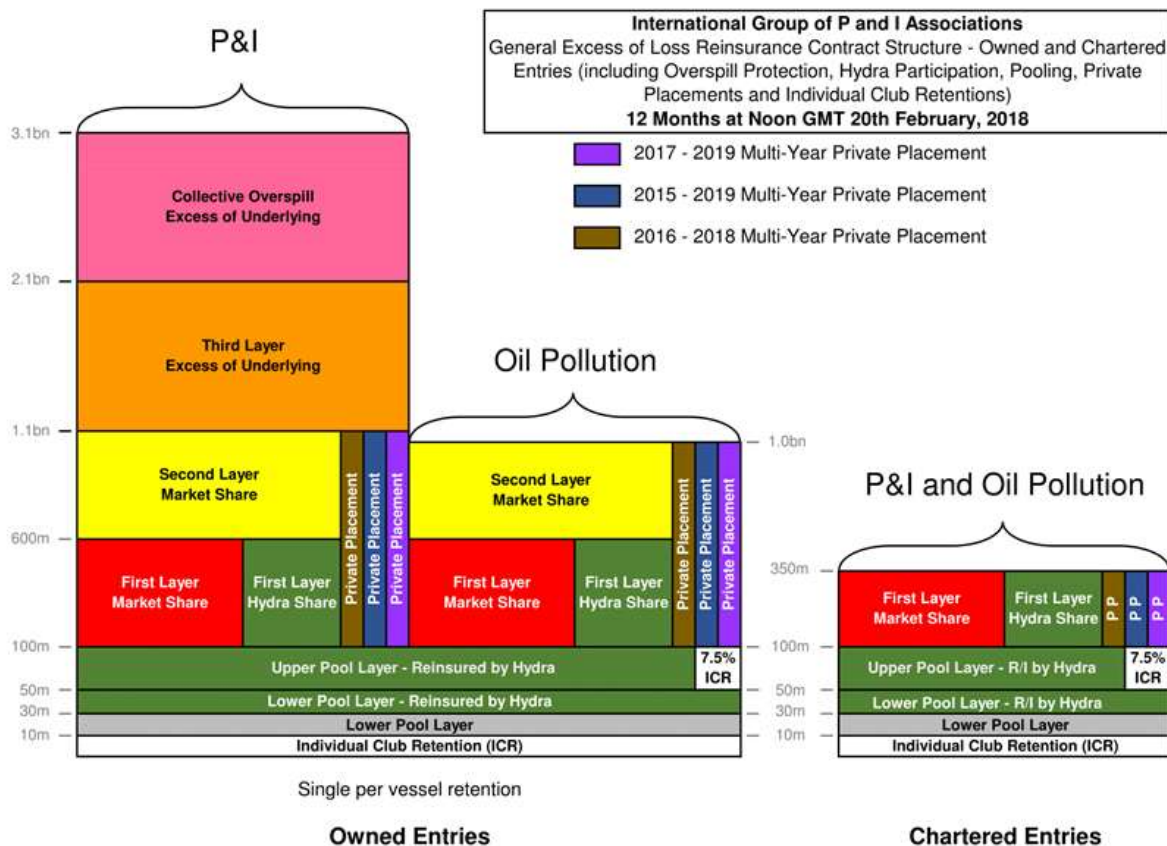 International Group of P and I Associations
General Excess of Loss Reinsurance Contract Structure - Owned and Chartered
Entries (including Overspill Protection, Hydra Participation, Pooling, Private
Placements and Individual Club Retentions)
12 Months at Noon GMT 20th February, 2018
2017 - 2019 Multi-Year Private Placement
2015 - 2019 Multi-Year Private Placement
2016 - 2018 Multi-Year Private Placement
P&I
3.1bn
Collective Overspill
Excess of Underlying
2.1bn
Third Layer
Excess of Underlying
1.1bn
Second Layer
Market Share
600m
First Layer
Market Share
First Layer
Hydra Share
Private Placement
Private Placement
Private Placement
Oil Pollution
1.0bn
Second Layer
Market Share
First Layer
Market Share
First Layer
Hydra Share
Private Placement
Private Placement
Private Placement
100m
Upper Pool Layer - Reinsured by Hydra
7.5%
ICR
50m
Lower Pool Layer - Reinsured by Hydra
30m
Lower Pool Layer
10m
Individual Club Retention (ICR)
Single per vessel retention
Owned Entries
P&I and Oil Pollution
350m
First Layer
Market Share
First Layer
Hydra Share
P P
P P
P P
100m
Upper Pool Layer - R/I by Hydra
7.5%
ICR
50m
Lower Pool Layer - R/I by Hydra
30m
Lower Pool Layer
10m
Individual Club Retention (ICR)
Chartered Entries